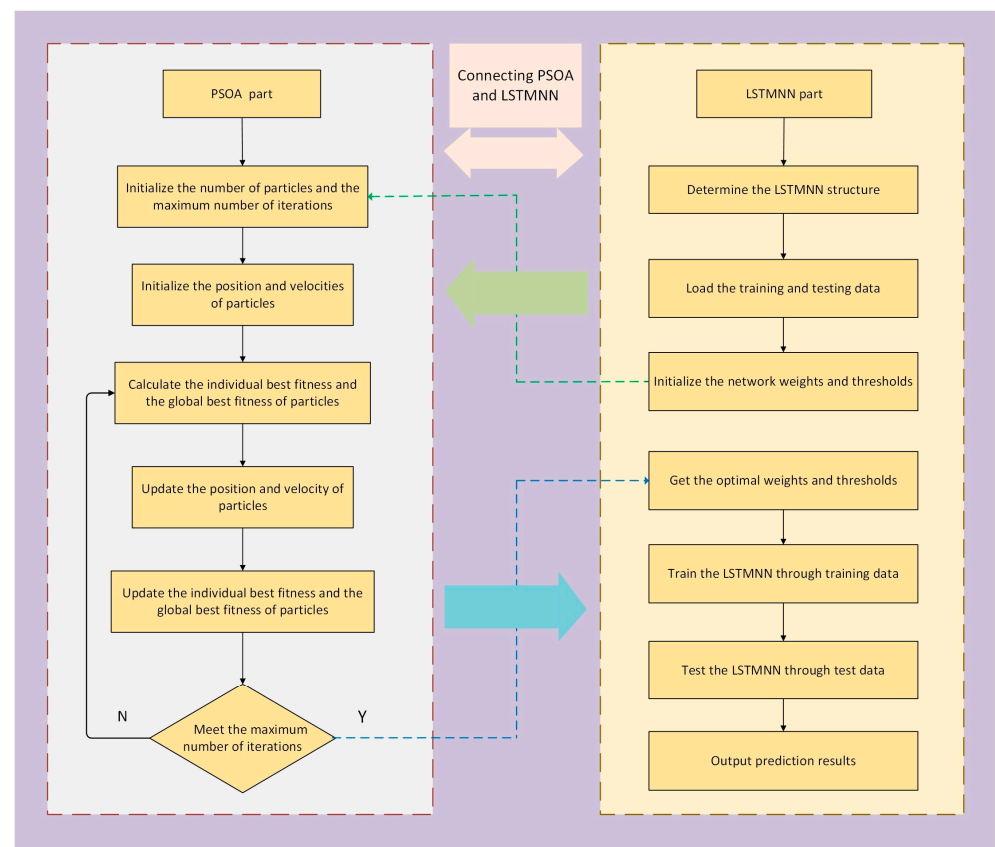 PSOA part
Initialize the number of particles and the
maximum number of iterations
Initialize the position and velocities
of particles
Calculate the individual best fitness and
the global best fitness of particles
Update the position and velocity of
particles
Update the individual best fitness and the
global best fitness of particles
N
Y
Meet the maximum
number of iterations
Connecting PSOA
and LSTMNN
LSTMNN part
Determine the LSTMNN structure
Load the training and testing data
Initialize the network weights and thresholds
Get the optimal weights and thresholds
Train the LSTMNN through training data
Test the LSTMNN through test data
Output prediction results